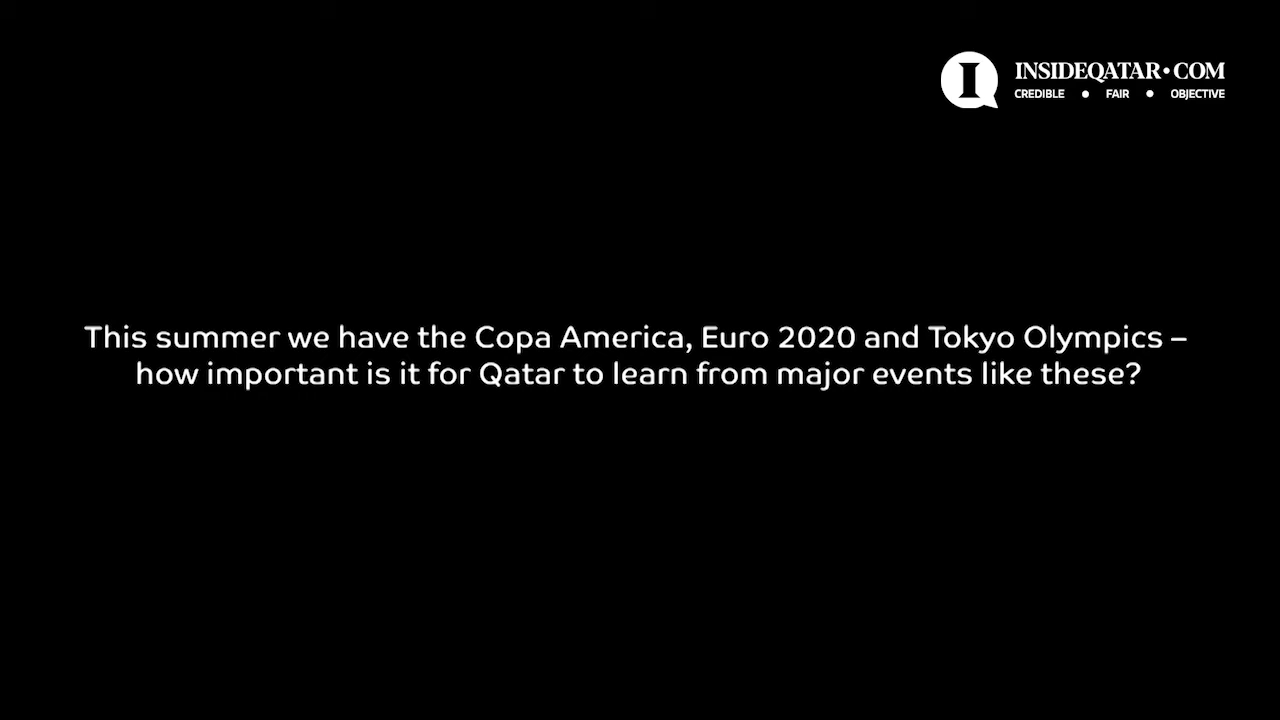 INSIDEQATAR•COM
CREDIBLE • FAIR • OBJECTIVE
This summer we have the Copa America, Euro 2020 and Tokyo Olympics –
how important is it for Qatar to learn from major events like these?